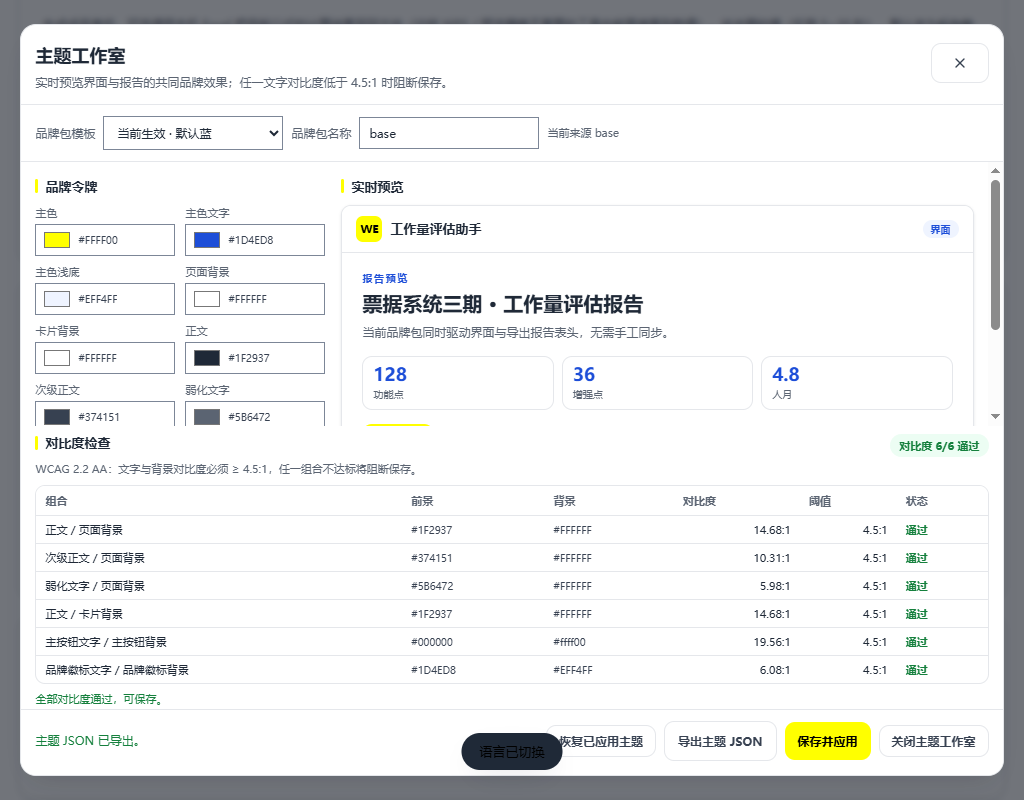 主题工作室
实时预览界面与报告的共同品牌效果；任一文字对比度低于 4.5:1 时阻断保存。
×
品牌包模板
当前生效 · 默认蓝
品牌包名称
base
当前来源 base
品牌令牌
主色 主色文字
#FFFF00 #1D4ED8
主色浅底 页面背景
#EFF4FF #FFFFFF
卡片背景 正文
#FFFFFF #1F2937
次级正文 弱化文字
#374151 #5B6472
实时预览
WE 工作量评估助手 界面
报告预览
票据系统三期 · 工作量评估报告
当前品牌包同时驱动界面与导出报告表头，无需手工同步。
128 36 4.8
功能点 增强点 人月
对比度检查 对比度 6/6 通过
WCAG 2.2 AA：文字与背景对比度必须 ≥ 4.5:1，任一组合不达标将阻断保存。
组合 前景 背景 对比度 阈值 状态
正文 / 页面背景 #1F2937 #FFFFFF 14.68:1 4.5:1 通过
次级正文 / 页面背景 #374151 #FFFFFF 10.31:1 4.5:1 通过
弱化文字 / 页面背景 #5B6472 #FFFFFF 5.98:1 4.5:1 通过
正文 / 卡片背景 #1F2937 #FFFFFF 14.68:1 4.5:1 通过
主按钮文字 / 主按钮背景 #000000 #ffff00 19.56:1 4.5:1 通过
品牌徽标文字 / 品牌徽标背景 #1D4ED8 #EFF4FF 6.08:1 4.5:1 通过
全部对比度通过，可保存。
主题 JSON 已导出。
语言已切换
恢复已应用主题 导出主题 JSON 保存并应用 关闭主题工作室